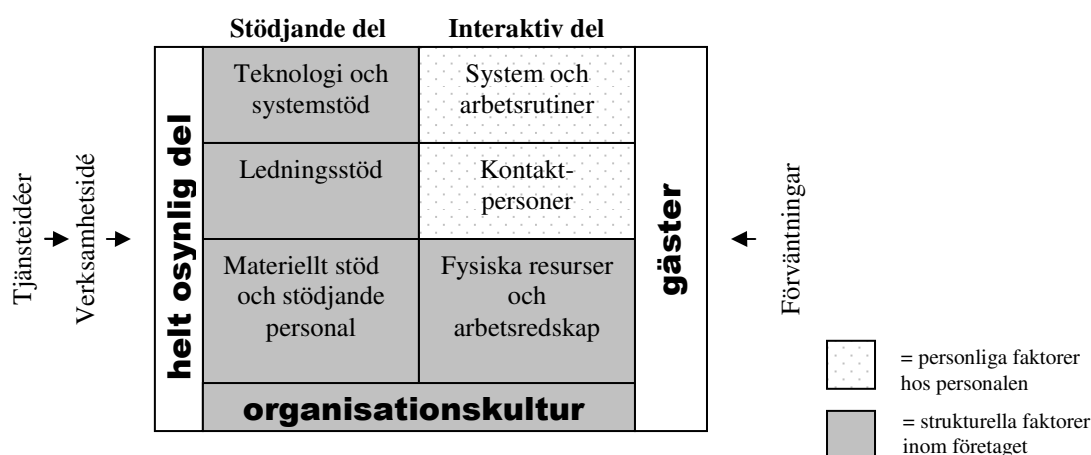 Stödjande del
Interaktiv del
Tjänsteidéer
Verksamhetsidé
helt osynlig del
Teknologi och
systemstöd
System och
arbetsrutiner
Ledningsstöd
Kontakt-
personer
Materiellt stöd
och stödjande
personal
Fysiska resurser
och
arbetsredskap
organisationskultur
gäster
Förväntningar
= personliga faktorer
hos personalen
= strukturella faktorer
inom företaget